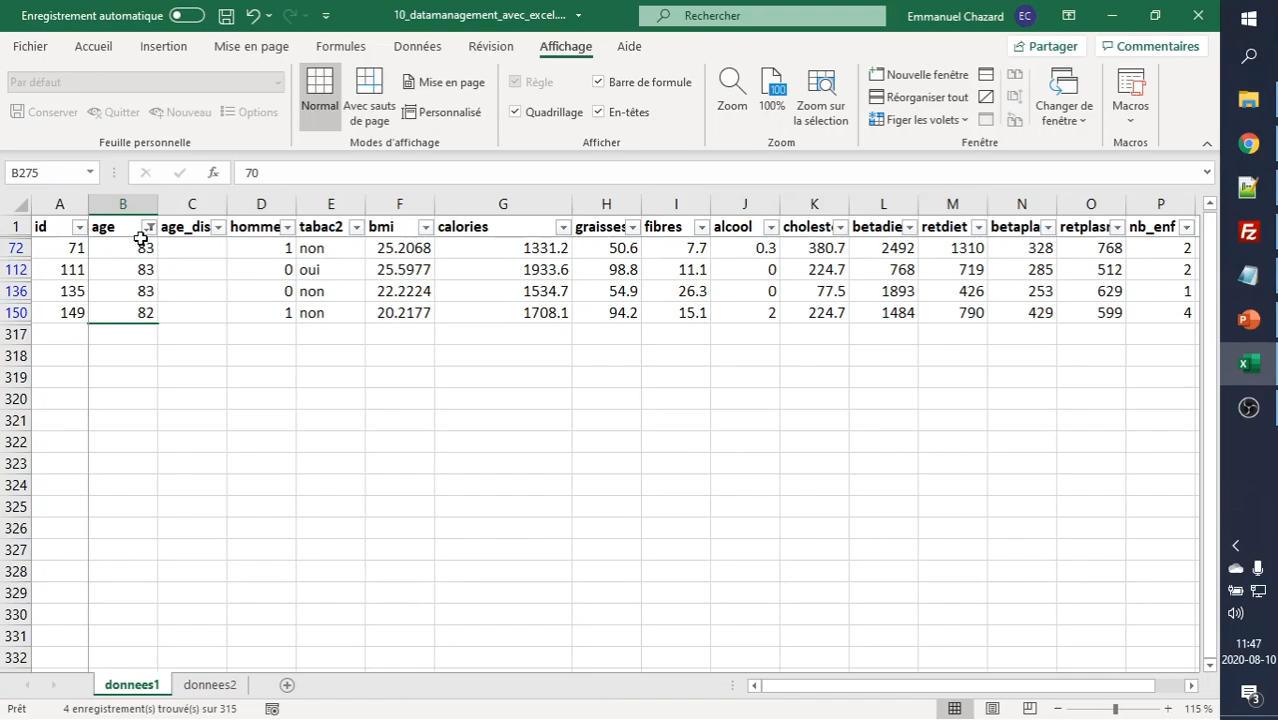 Enregistrement automatique
10_datamanagement_avec_excel....
Rechercher
Emmanuel Chazard
EC
Fichier Accueil Insertion Mise en page Formules Données Révision Affichage Aide
Partager
Commentaires
Par défaut
Conserver Quitter Nouveau Options
Feuille personnelle
Normal
Avec sauts de page
Mise en page
Personnalisé
Modes d'affichage
Règle
Barre de formule
Quadrillage
En-têtes
Afficher
Zoom
100
100%
Zoom sur la sélection
Zoom
Nouvelle fenêtre
Réorganiser tout
Figer les volets
Changer de fenêtre
Fenêtre
Macros
Macros
B275 fx 70
A B C D E F G H I J K L M N O P
1 id age age_dis homme tabac2 bmi calories graisses fibres alcool cholest betadie retdiet betapla retplasr nb_enf
72 71 83 1 non 25.2068 1331.2 50.6 7.7 0.3 380.7 2492 1310 328 768 2
112 111 83 0 oui 25.5977 1933.6 98.8 11.1 0 224.7 768 719 285 512 2
136 135 83 0 non 22.2224 1534.7 54.9 26.3 0 77.5 1893 426 253 629 1
150 149 82 1 non 20.2177 1708.1 94.2 15.1 2 224.7 1484 790 429 599 4
317
318
319
320
321
322
323
324
325
326
327
328
329
330
331
332
donnees1 donnees2
Prêt 4 enregistrement(s) trouvé(s) sur 315
115 %
11:47
2020-08-10
3